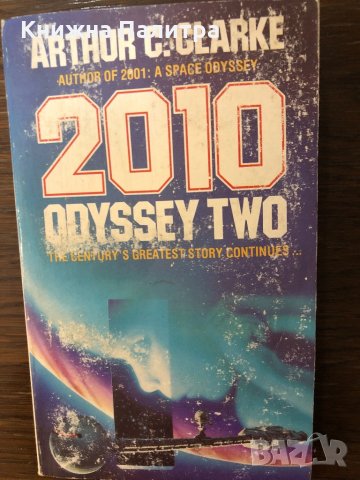 Книжна Палитра
ARTHUR C. CLARKE
AUTHOR OF 2001: A SPACE ODYSSEY
2010
ODYSSEY TWO
THE CENTURY'S GREATEST STORY CONTINUES...
BAZAR